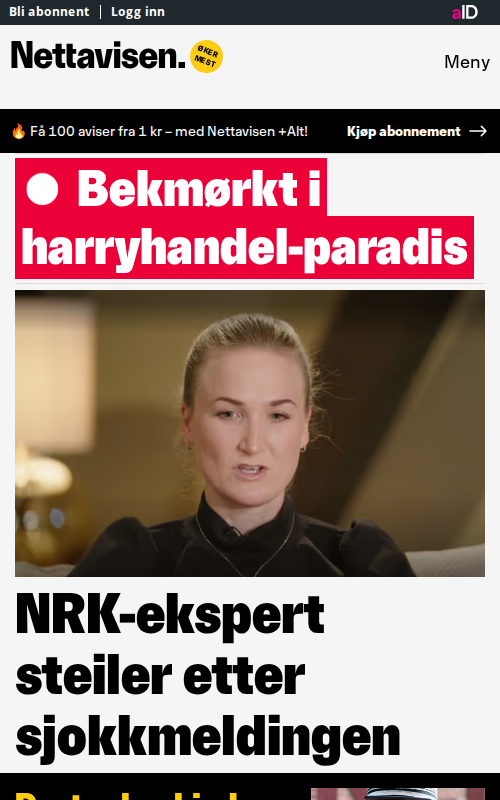 Bli abonnent | Logg inn
aID
Nettavisen.
ØKER
MEST
Meny
🔥 Få 100 aviser fra 1 kr – med Nettavisen +Alt!
Kjøp abonnement →
Bekmørkt i
harryhandel-paradis
NRK-ekspert
steiler etter
sjokkmeldingen